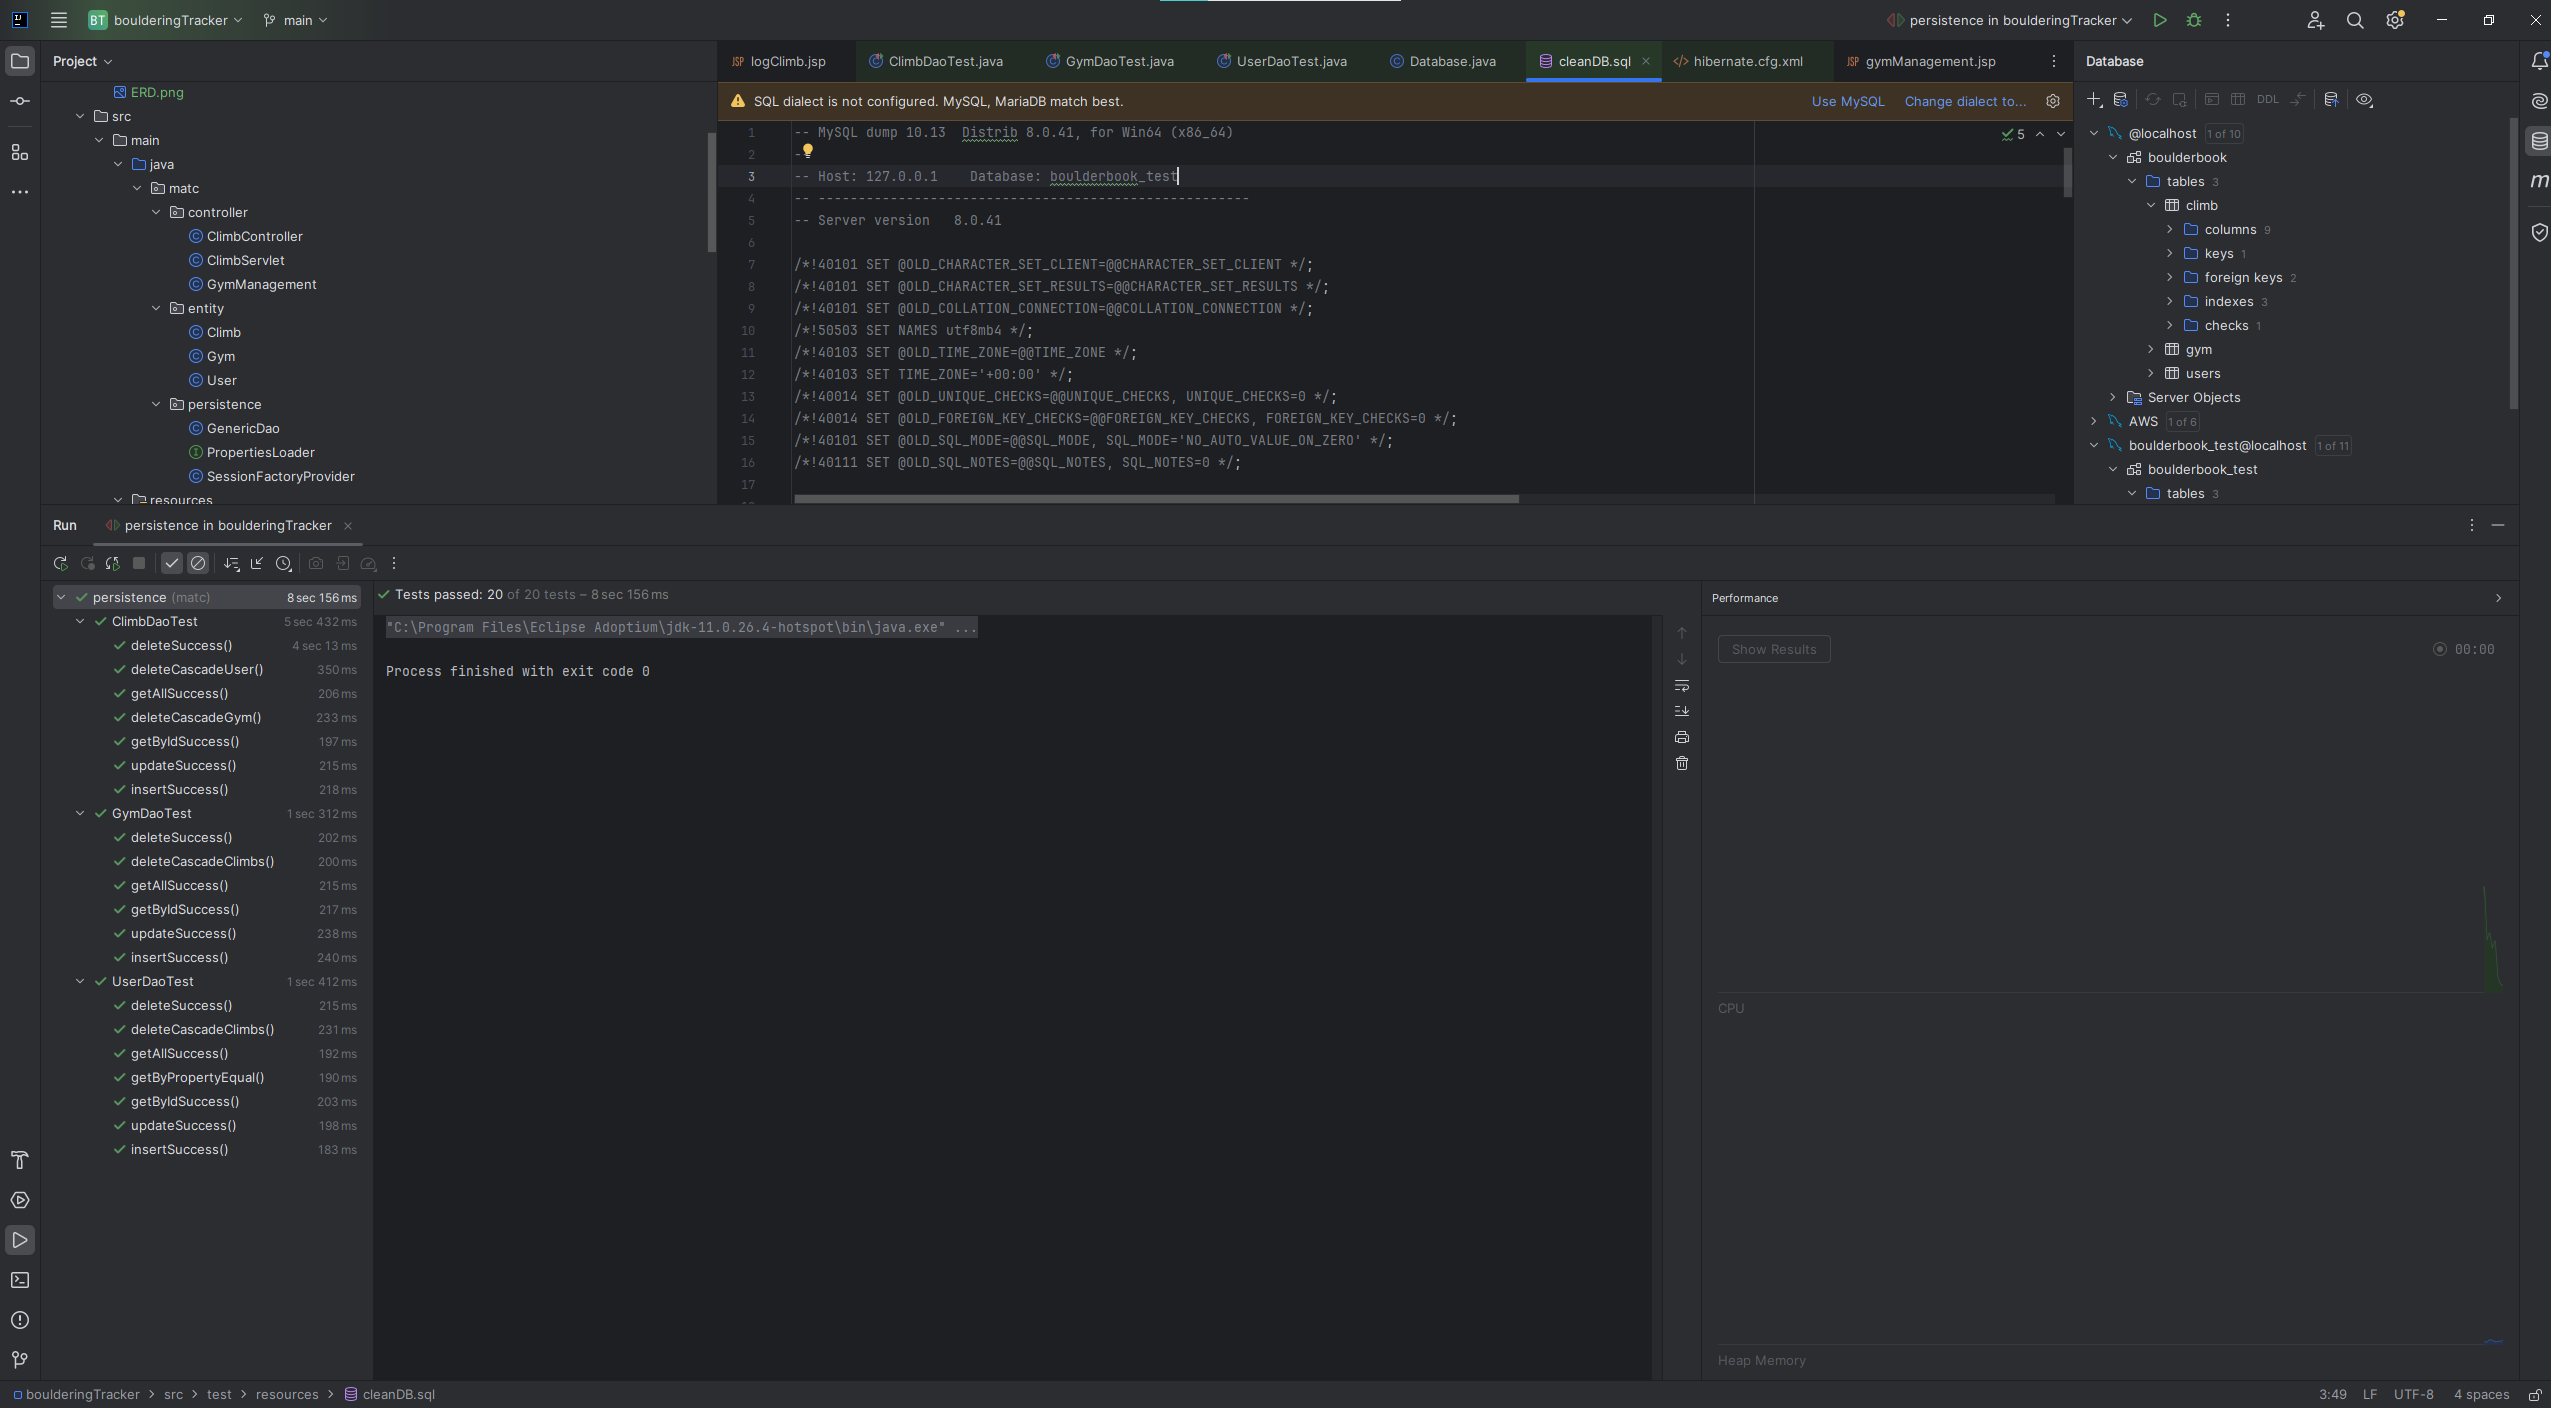 BT boulderingTracker main persistence in boulderingTracker
Project
ERD.png
src
main
java
matc
controller
ClimbController
ClimbServlet
GymManagement
entity
Climb
Gym
User
persistence
GenericDao
PropertiesLoader
SessionFactoryProvider
resources
JSP logClimb.jsp ClimbDaoTest.java GymDaoTest.java UserDaoTest.java Database.java cleanDB.sql hibernate.cfg.xml JSP gymManagement.jsp
SQL dialect is not configured. MySQL, MariaDB match best. Use MySQL Change dialect to...
5
1 -- MySQL dump 10.13  Distrib 8.0.41, for Win64 (x86_64)
2 -
3 -- Host: 127.0.0.1    Database: boulderbook_test
4 -- ------------------------------------------------------
5 -- Server version   8.0.41
6
7 /*!40101 SET @OLD_CHARACTER_SET_CLIENT=@@CHARACTER_SET_CLIENT */;
8 /*!40101 SET @OLD_CHARACTER_SET_RESULTS=@@CHARACTER_SET_RESULTS */;
9 /*!40101 SET @OLD_COLLATION_CONNECTION=@@COLLATION_CONNECTION */;
10 /*!50503 SET NAMES utf8mb4 */;
11 /*!40103 SET @OLD_TIME_ZONE=@@TIME_ZONE */;
12 /*!40103 SET TIME_ZONE='+00:00' */;
13 /*!40014 SET @OLD_UNIQUE_CHECKS=@@UNIQUE_CHECKS, UNIQUE_CHECKS=0 */;
14 /*!40014 SET @OLD_FOREIGN_KEY_CHECKS=@@FOREIGN_KEY_CHECKS, FOREIGN_KEY_CHECKS=0 */;
15 /*!40101 SET @OLD_SQL_MODE=@@SQL_MODE, SQL_MODE='NO_AUTO_VALUE_ON_ZERO' */;
16 /*!40111 SET @OLD_SQL_NOTES=@@SQL_NOTES, SQL_NOTES=0 */;
17
Database
DDL
@localhost 1 of 10
boulderbook
tables 3
climb
columns 9
keys 1
foreign keys 2
indexes 3
checks 1
gym
users
Server Objects
AWS 1 of 6
boulderbook_test@localhost 1 of 11
boulderbook_test
tables 3
m
Run persistence in boulderingTracker
persistence (matc) 8 sec 156 ms
ClimbDaoTest 5 sec 432 ms
deleteSuccess() 4 sec 13 ms
deleteCascadeUser() 350 ms
getAllSuccess() 206 ms
deleteCascadeGym() 233 ms
getByIdSuccess() 197 ms
updateSuccess() 215 ms
insertSuccess() 218 ms
GymDaoTest 1 sec 312 ms
deleteSuccess() 202 ms
deleteCascadeClimbs() 200 ms
getAllSuccess() 215 ms
getByIdSuccess() 217 ms
updateSuccess() 238 ms
insertSuccess() 240 ms
UserDaoTest 1 sec 412 ms
deleteSuccess() 215 ms
deleteCascadeClimbs() 231 ms
getAllSuccess() 192 ms
getByPropertyEqual() 190 ms
getByIdSuccess() 203 ms
updateSuccess() 198 ms
insertSuccess() 183 ms
Tests passed: 20 of 20 tests – 8 sec 156 ms
"C:\Program Files\Eclipse Adoptium\jdk-11.0.26.4-hotspot\bin\java.exe" ...
Process finished with exit code 0
Performance
Show Results 00:00
CPU
Heap Memory
boulderingTracker > src > test > resources > cleanDB.sql 3:49 LF UTF-8 4 spaces